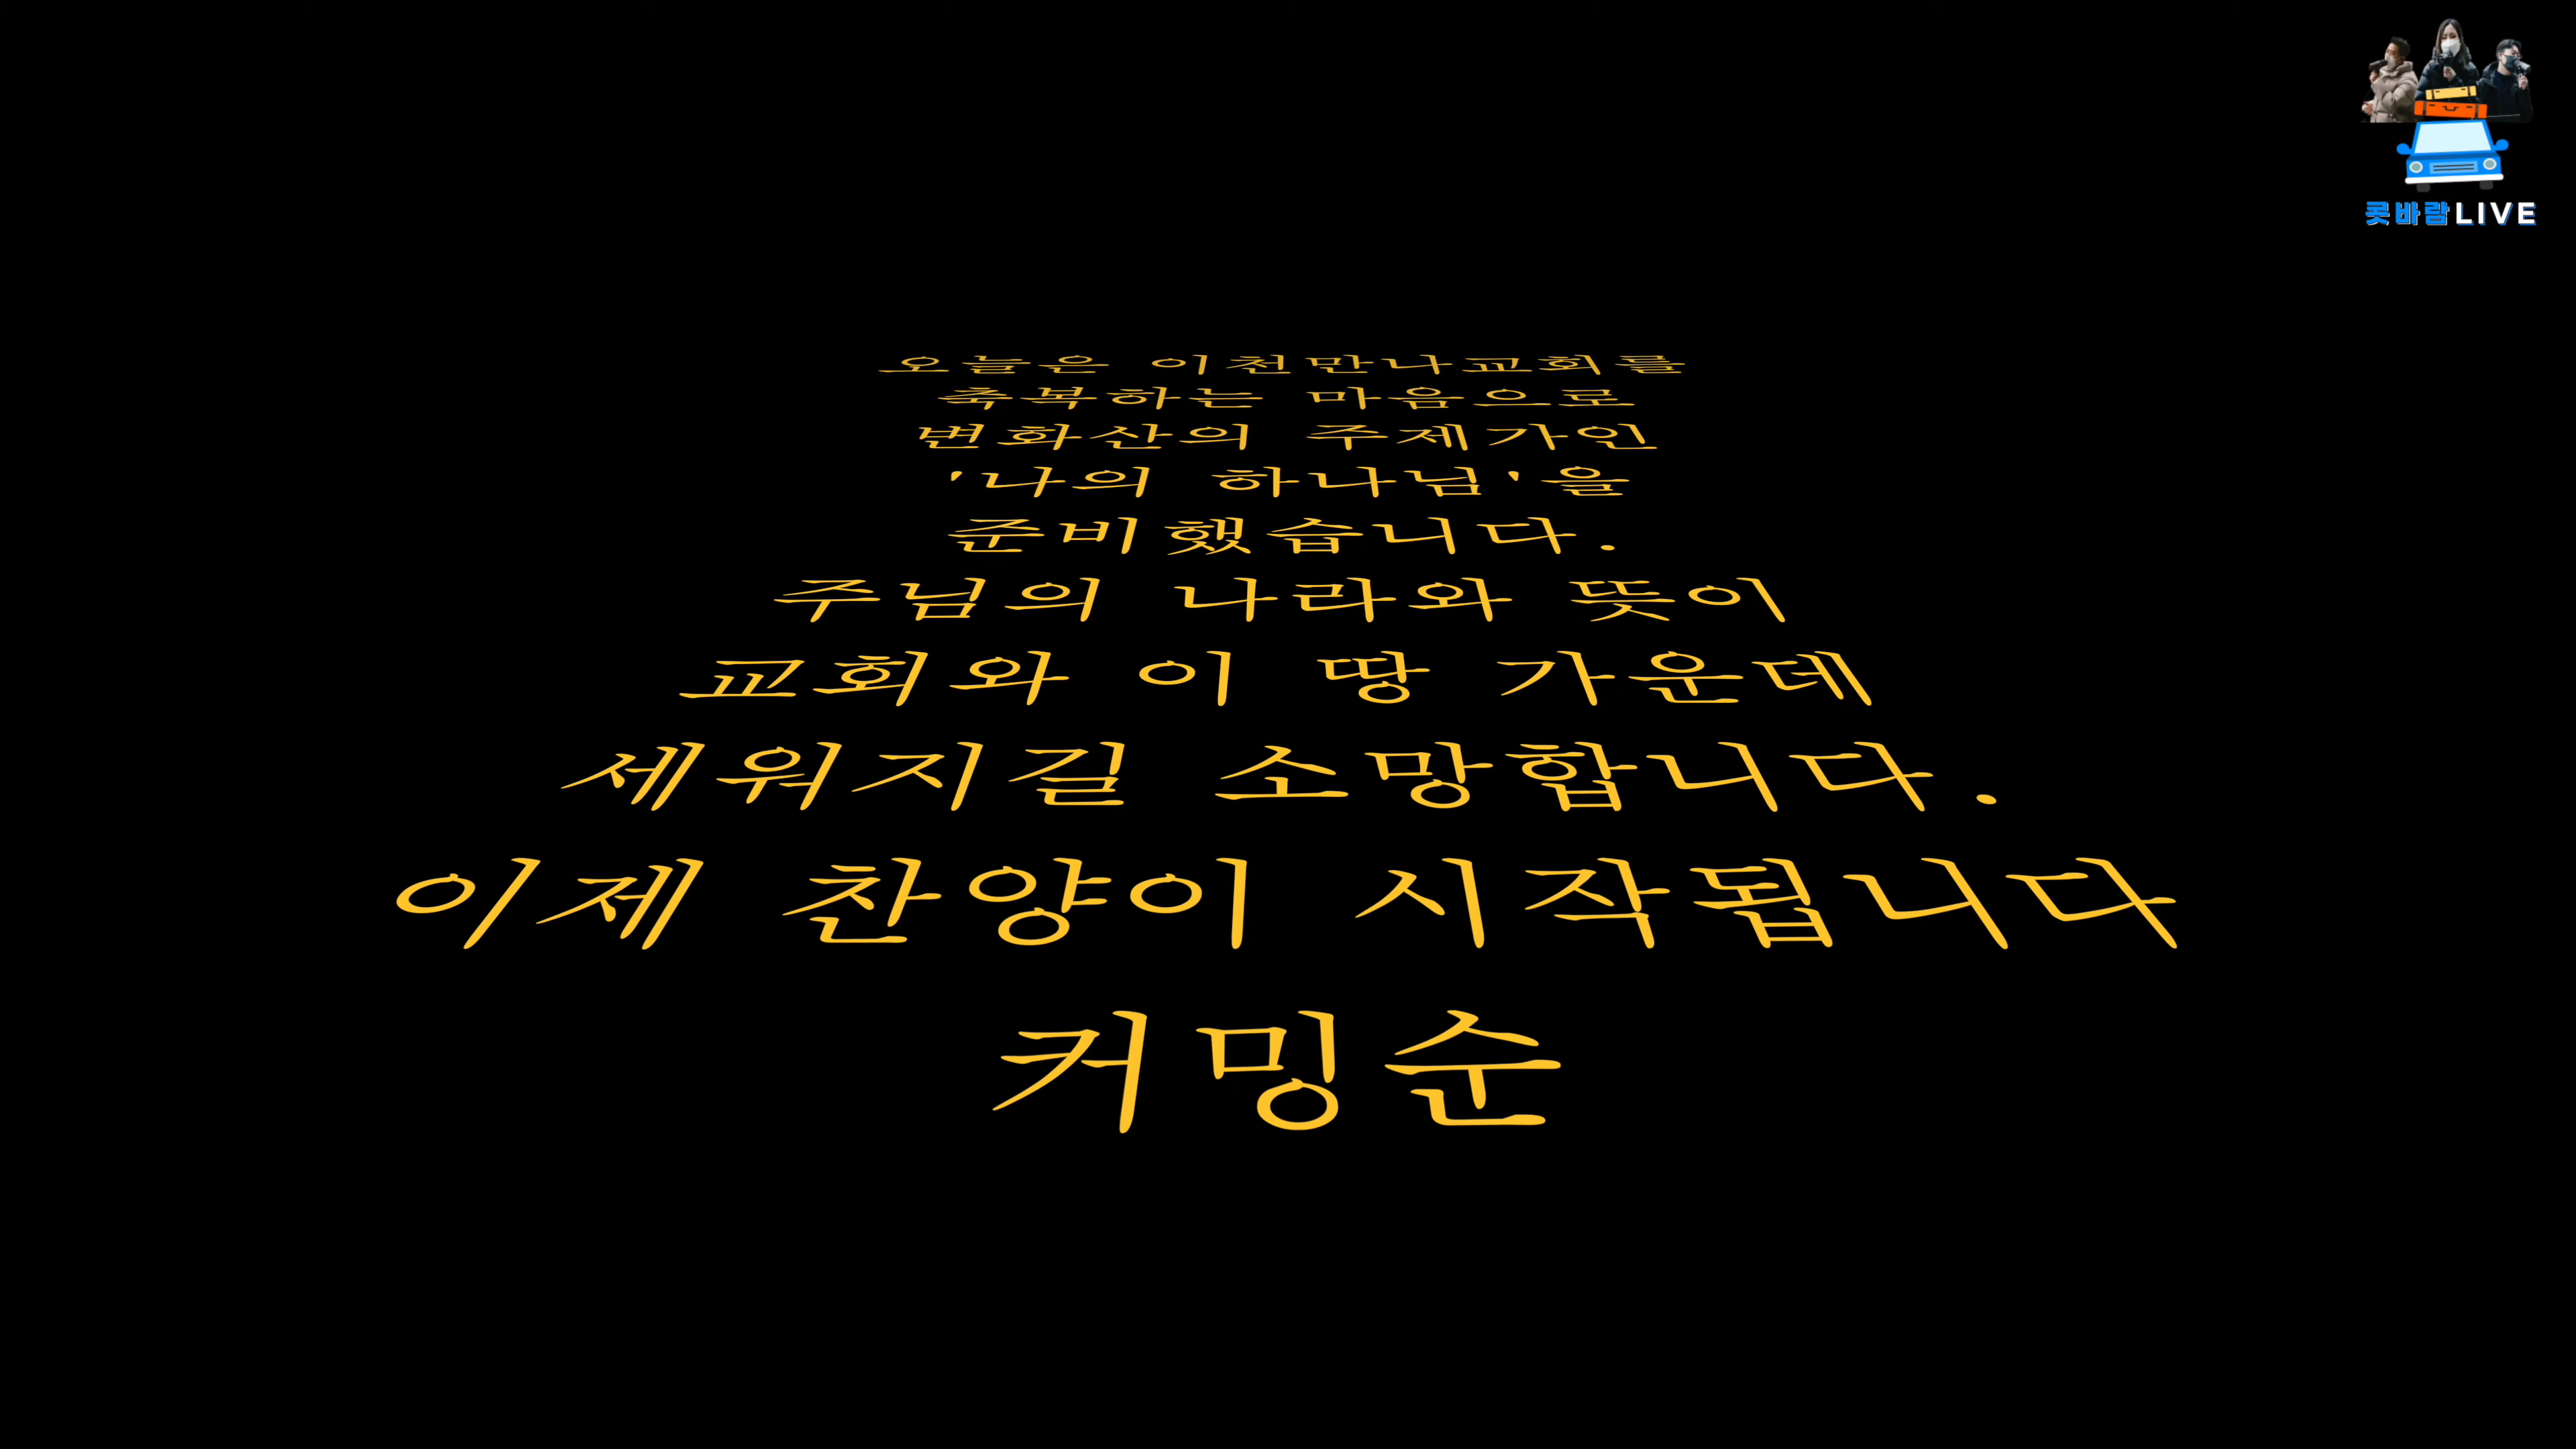 오늘은 이천만나교회를
축복하는 마음으로
변화산의 주제가인
'나의 하나님'을
준비했습니다.
주님의 나라와 뜻이
교회와 이 땅 가운데
세워지길 소망합니다.
이제 찬양이 시작됩니다
커밍순
콧바람LIVE